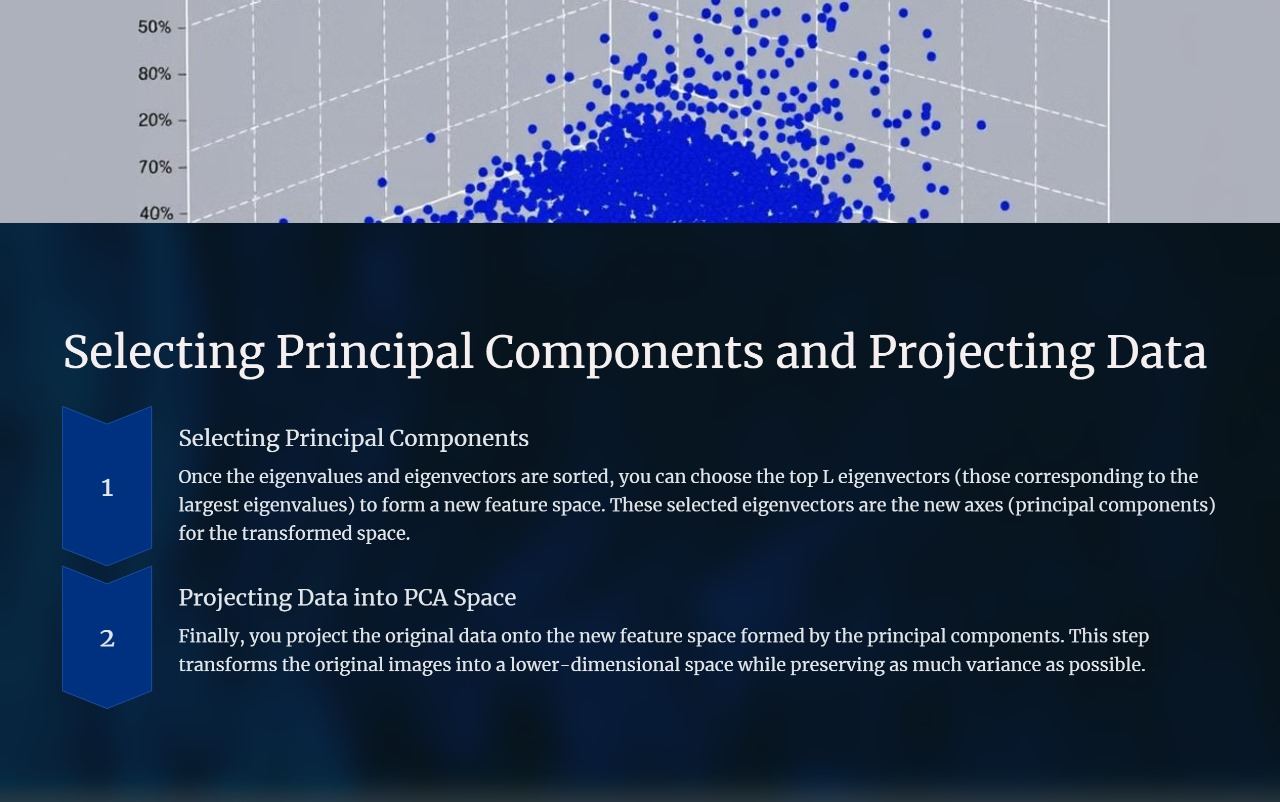 50%
80%
20%
70%
40%
Selecting Principal Components and Projecting Data
1
Selecting Principal Components
Once the eigenvalues and eigenvectors are sorted, you can choose the top L eigenvectors (those corresponding to the
largest eigenvalues) to form a new feature space. These selected eigenvectors are the new axes (principal components)
for the transformed space.
2
Projecting Data into PCA Space
Finally, you project the original data onto the new feature space formed by the principal components. This step
transforms the original images into a lower-dimensional space while preserving as much variance as possible.